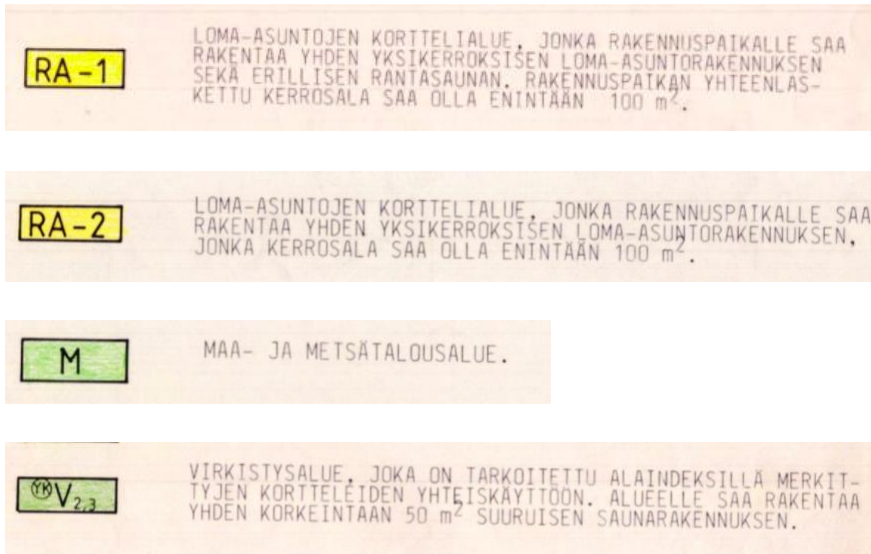 RA-1
LOMA-ASUNTOJEN KORTTELIALUE, JONKA RAKENNUSPAIKALLE SAA
RAKENTAA YHDEN YKSIKERROKSISEN LOMA-ASUNTORAKENNUKSEN
SEKÄ ERILLISEN RANTASAUNAN. RAKENNUSPAIKAN YHTEENLAS-
KETTU KERROSALA SAA OLLA ENINTÄÄN 100 m².
RA-2
LOMA-ASUNTOJEN KORTTELIALUE, JONKA RAKENNUSPAIKALLE SAA
RAKENTAA YHDEN YKSIKERROKSISEN LOMA-ASUNTORAKENNUKSEN,
JONKA KERROSALA SAA OLLA ENINTÄÄN 100 m².
M
MAA- JA METSÄTALOUSALUE.
YK V2,3
VIRKISTYSALUE, JOKA ON TARKOITETTU ALAINDEKSILLÄ MERKIT-
TYJEN KORTTELEIDEN YHTEISKÄYTTÖÖN. ALUEELLE SAA RAKENTAA
YHDEN KORKEINTAAN 50 m² SUURUISEN SAUNARAKENNUKSEN.